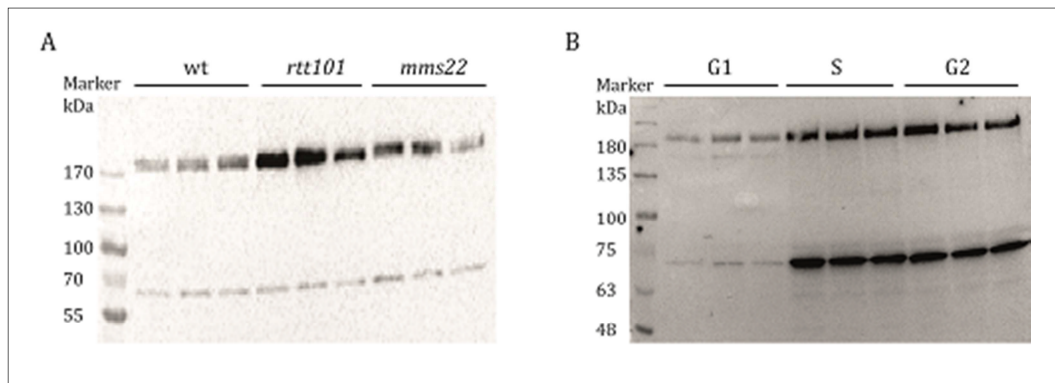 A
wt rtt101 mms22
Marker
kDa
170
130
100
70
55
B
G1 S G2
Marker
kDa
180
135
100
75
63
48